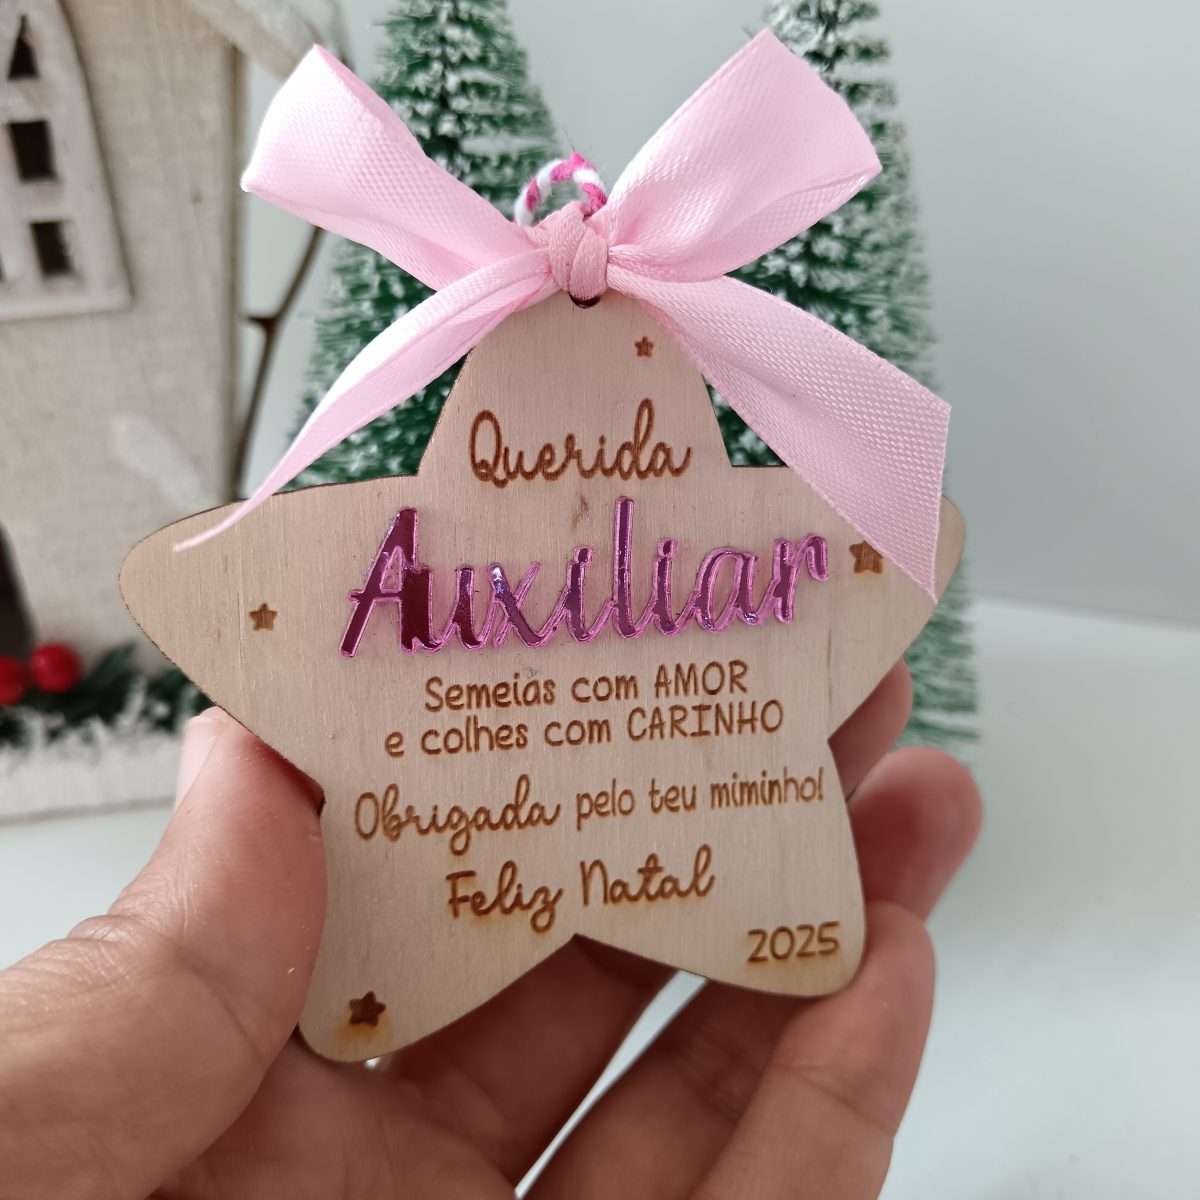 Querida
Auxiliar
Semeias com AMOR
e colhes com CARINHO
Obrigada pelo teu miminho!
Feliz Natal
2025